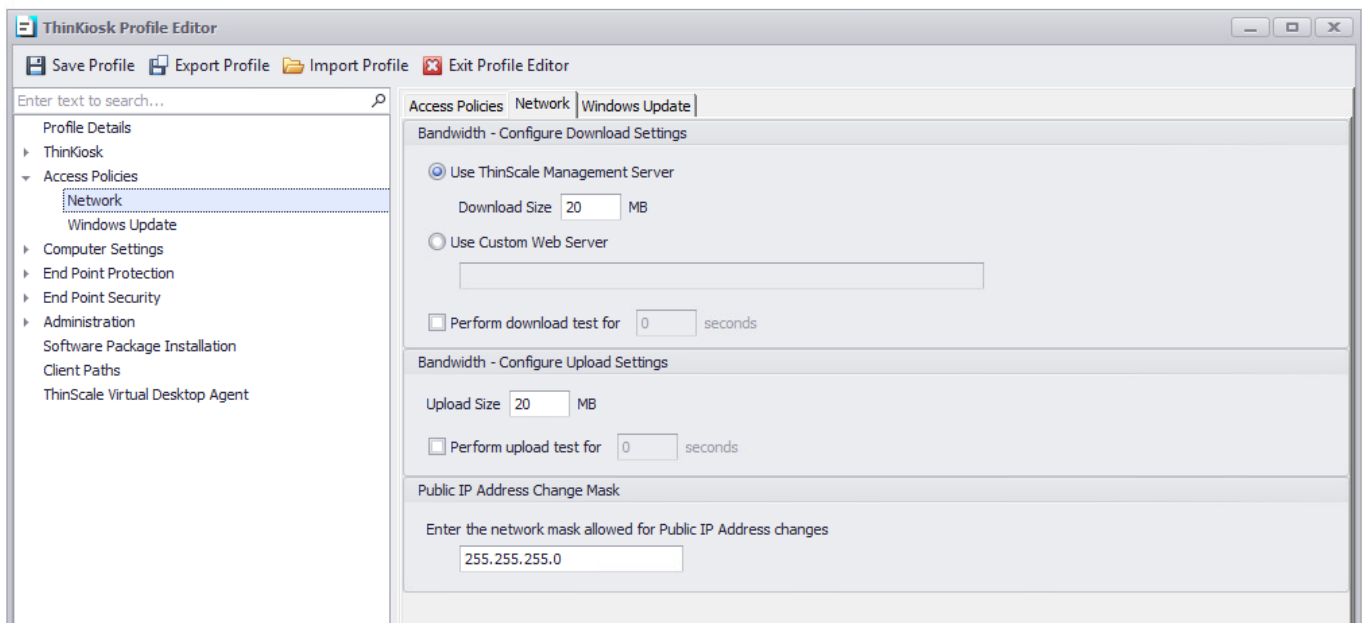 ThinKiosk Profile Editor
Save Profile Export Profile Import Profile Exit Profile Editor
Enter text to search...
Profile Details
ThinKiosk
Access Policies
Network
Windows Update
Computer Settings
End Point Protection
End Point Security
Administration
Software Package Installation
Client Paths
ThinScale Virtual Desktop Agent
Access Policies Network Windows Update
Bandwidth - Configure Download Settings
Use ThinScale Management Server
Download Size 20 MB
Use Custom Web Server
Perform download test for 0 seconds
Bandwidth - Configure Upload Settings
Upload Size 20 MB
Perform upload test for 0 seconds
Public IP Address Change Mask
Enter the network mask allowed for Public IP Address changes
255.255.255.0